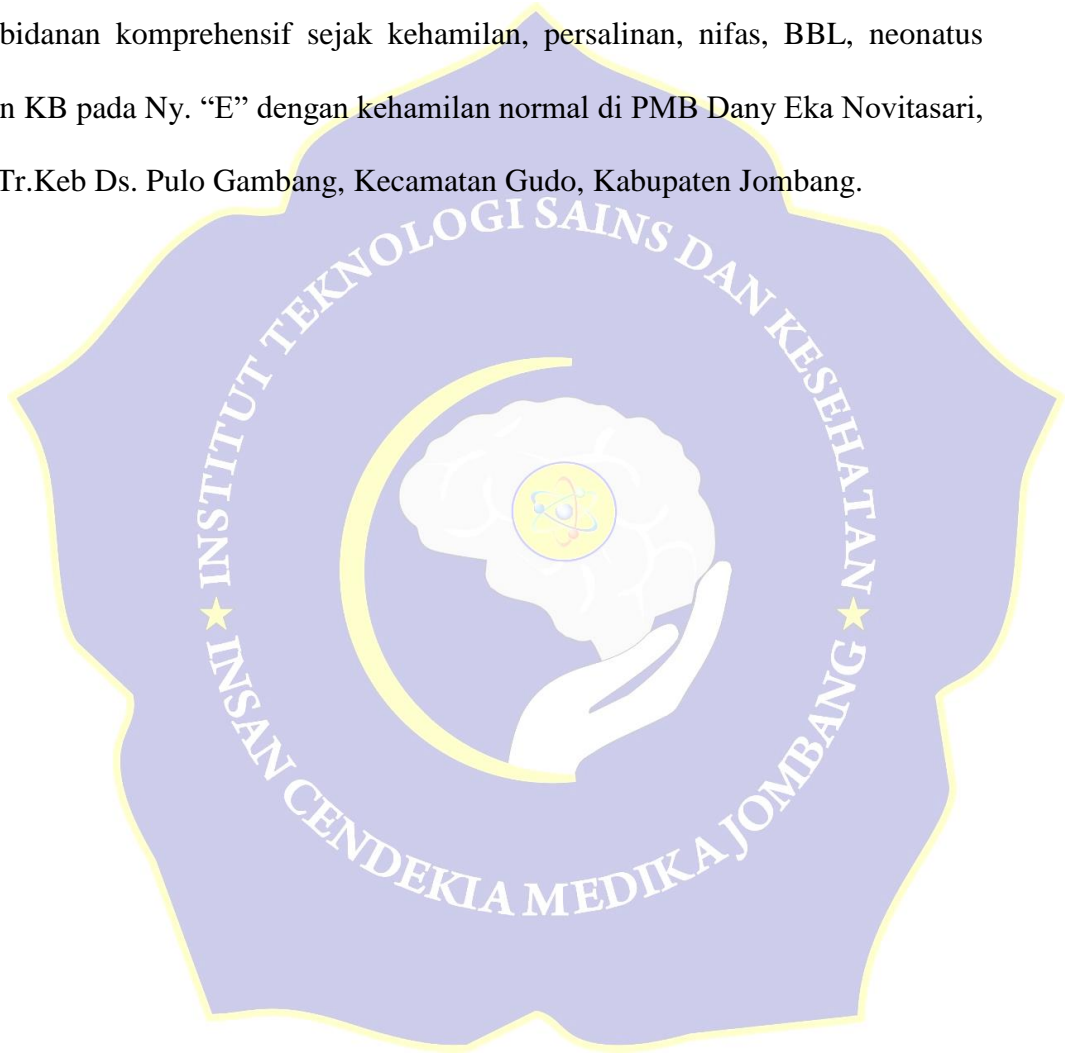 bidanan komprehensif sejak kehamilan, persalinan, nifas, BBL, neonatus
n KB pada Ny. “E” dengan kehamilan normal di PMB Dany Eka Novitasari,
Tr.Keb Ds. Pulo Gambang, Kecamatan Gudo, Kabupaten Jombang.
INSTITUT TEKNOLOGI SAINS DAN KESEHATAN
INSAN CENDEKIA MEDIKA JOMBANG